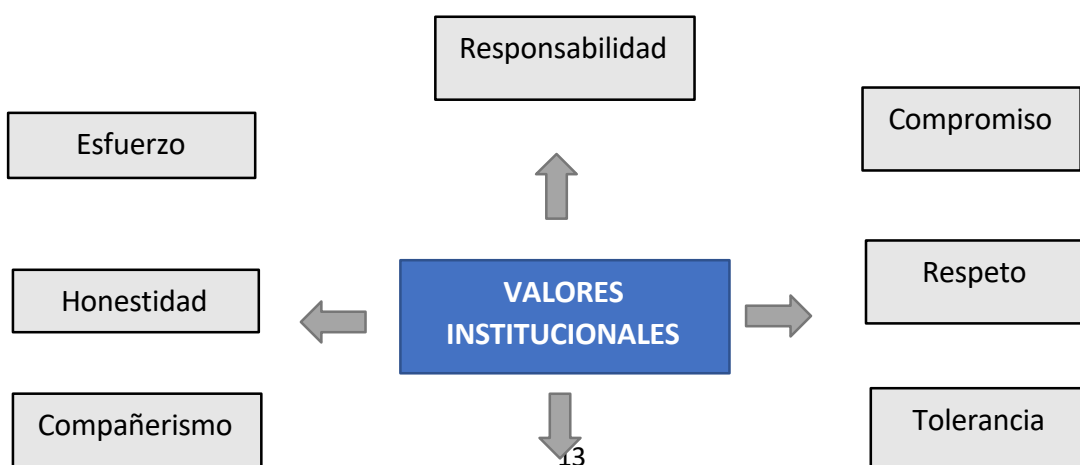 Responsabilidad
Compromiso
Esfuerzo
Respeto
Honestidad
VALORES
INSTITUCIONALES
Compañerismo
Tolerancia
13